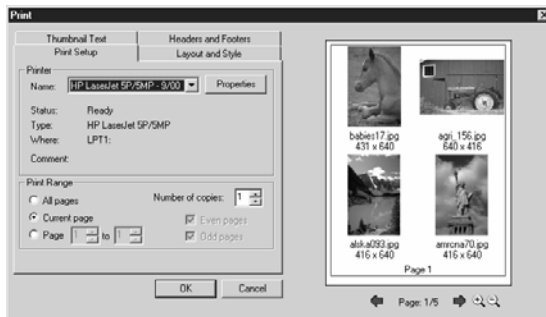 Print
Thumbnail Text
Headers and Footers
Print Setup
Layout and Style
Printer
Name: HP LaserJet 5P/5MP - 9/00 Properties
Status: Ready
Type: HP LaserJet 5P/5MP
Where: LPT1:
Comment:
Print Range
All pages
Number of copies: 1
Current page
Even pages
Page 1 to 1
Odd pages
OK
Cancel
babies17.jpg
431 x 640
agri_156.jpg
640 x 416
alska093.jpg
416 x 640
amrcna70.jpg
416 x 640
Page 1
Page: 1/5